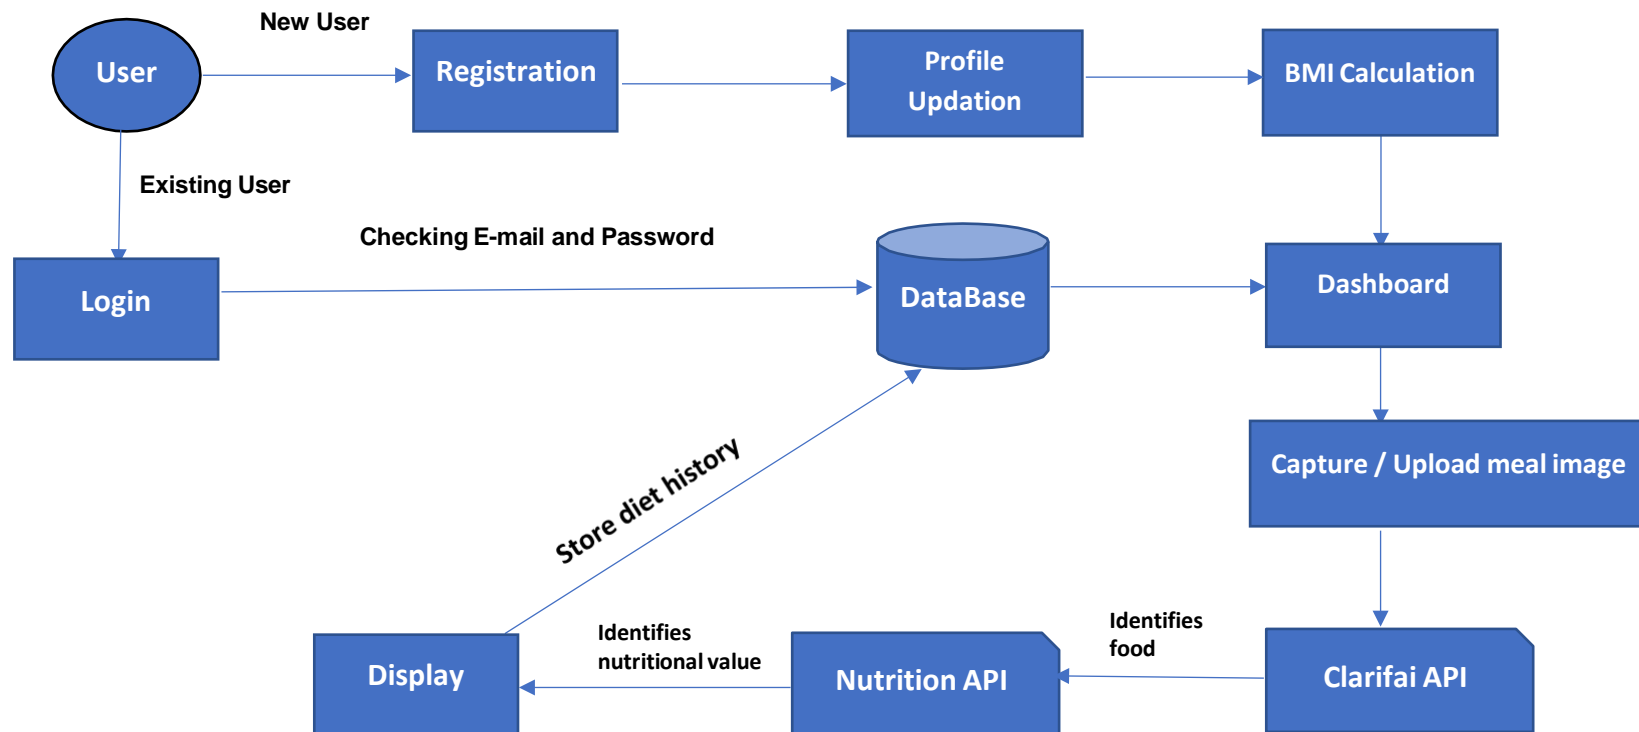 New User
User
Registration
Profile
Updation
BMI Calculation
Existing User
Checking E-mail and Password
Login
DataBase
Dashboard
Capture / Upload meal image
Store diet history
Identifies
food
Identifies
nutritional value
Display
Nutrition API
Clarifai API